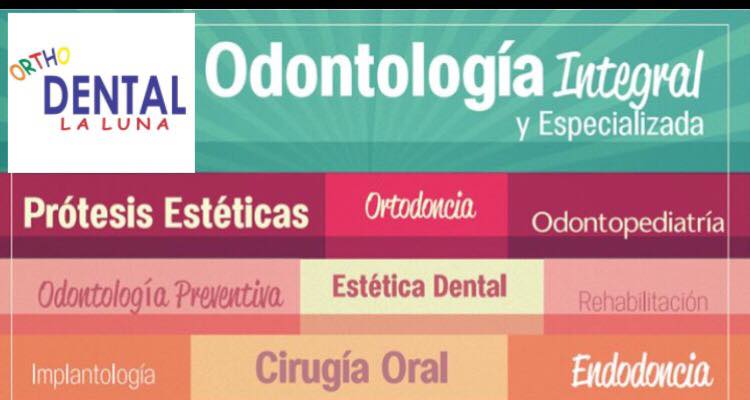 ORTHO
DENTAL
LA LUNA
Odontología Integral
y Especializada
Prótesis Estéticas
Ortodoncia
Odontopediatría
Odontología Preventiva
Estética Dental
Rehabilitación
Implantología
Cirugía Oral
Endodoncia